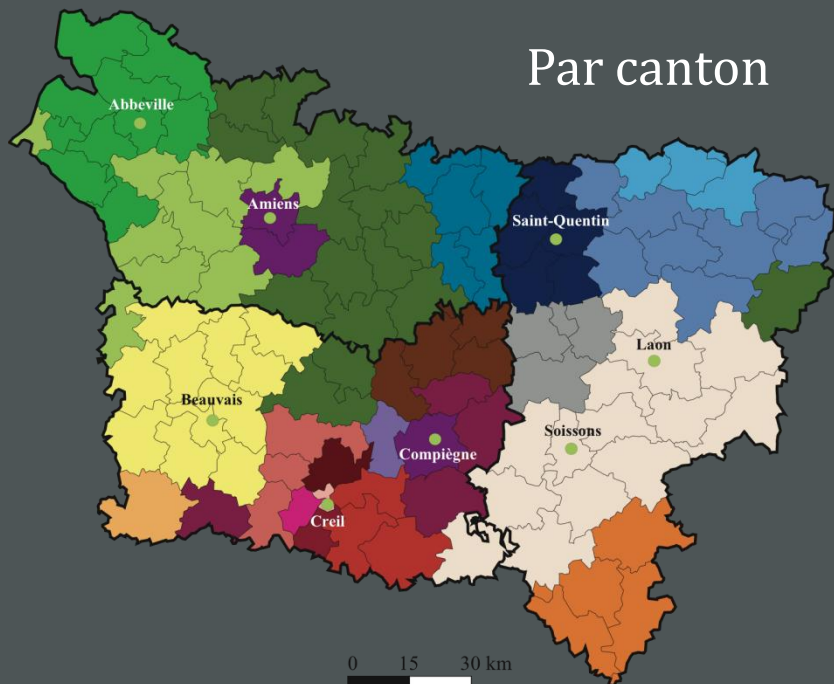 Par canton
Abbeville
Amiens
Saint-Quentin
Laon
Beauvais
Soissons
Compiègne
Creil
0 15 30 km